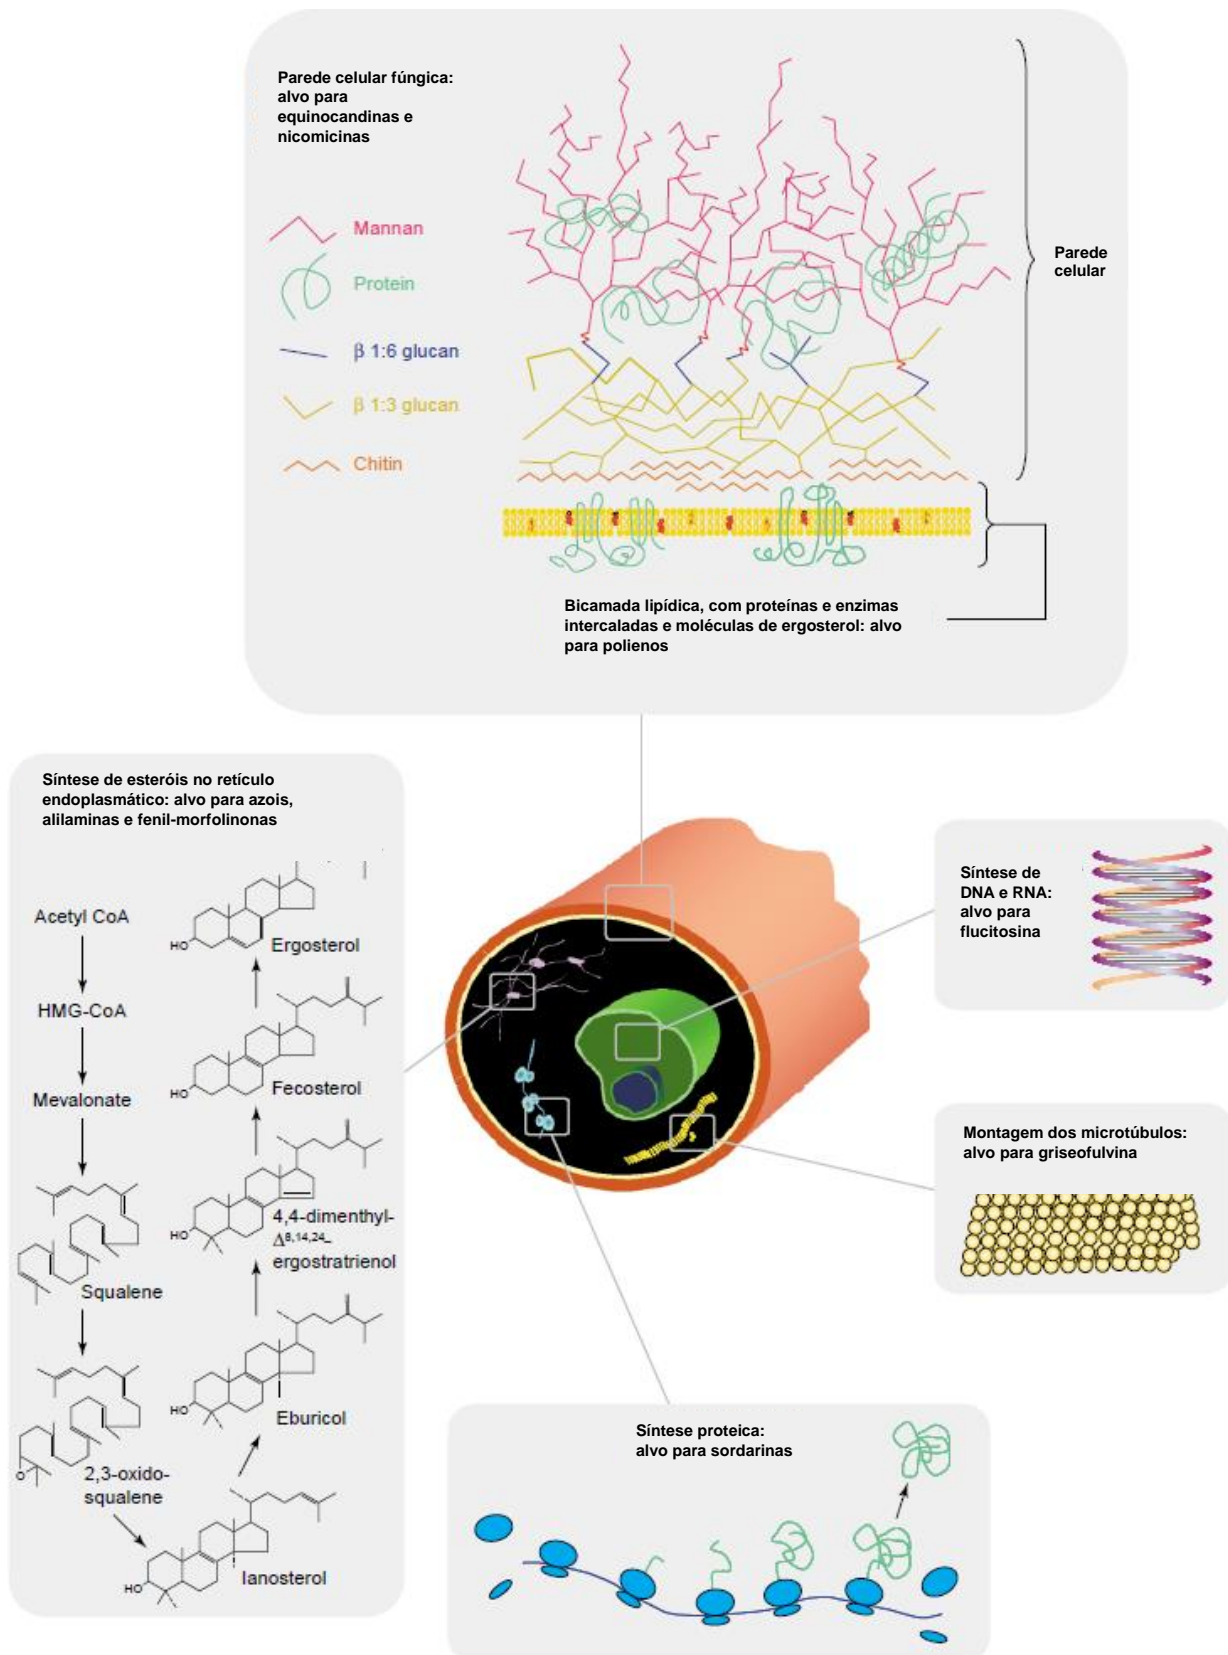 Parede celular fúngica:
alvo para
equinocandinas e
nicomicinas
Mannan
Protein
β 1:6 glucan
β 1:3 glucan
Chitin
Parede
celular
Bicamada lipídica, com proteínas e enzimas
intercaladas e moléculas de ergosterol: alvo
para polienos
Síntese de esteróis no retículo
endoplasmático: alvo para azois,
alilaminas e fenil-morfolinonas
Acetyl CoA
HMG-CoA
Mevalonate
Squalene
O
2,3-oxido-
squalene
HO
lanosterol
HO
Eburicol
HO
4,4-dimenthyl-
Δ8,14,24–
ergostratrienol
HO
Fecosterol
HO
Ergosterol
Síntese de
DNA e RNA:
alvo para
flucitosina
Montagem dos microtúbulos:
alvo para griseofulvina
Síntese proteica:
alvo para sordarinas